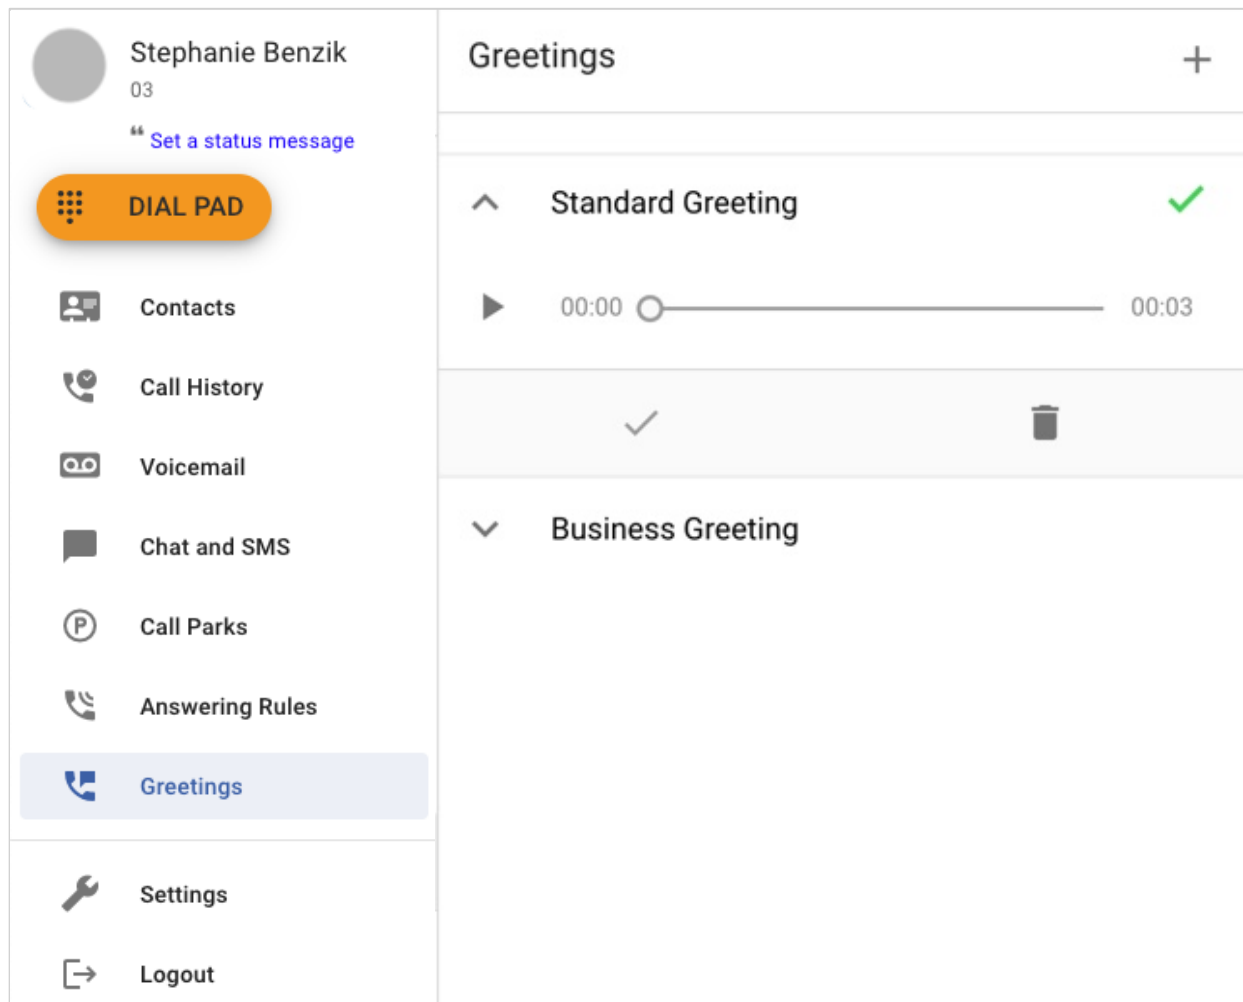 Stephanie Benzik
03
“ Set a status message
DIAL PAD
Contacts
Call History
Voicemail
Chat and SMS
P
Call Parks
Answering Rules
Greetings
Settings
Logout
Greetings
Standard Greeting
00:00
00:03
Business Greeting